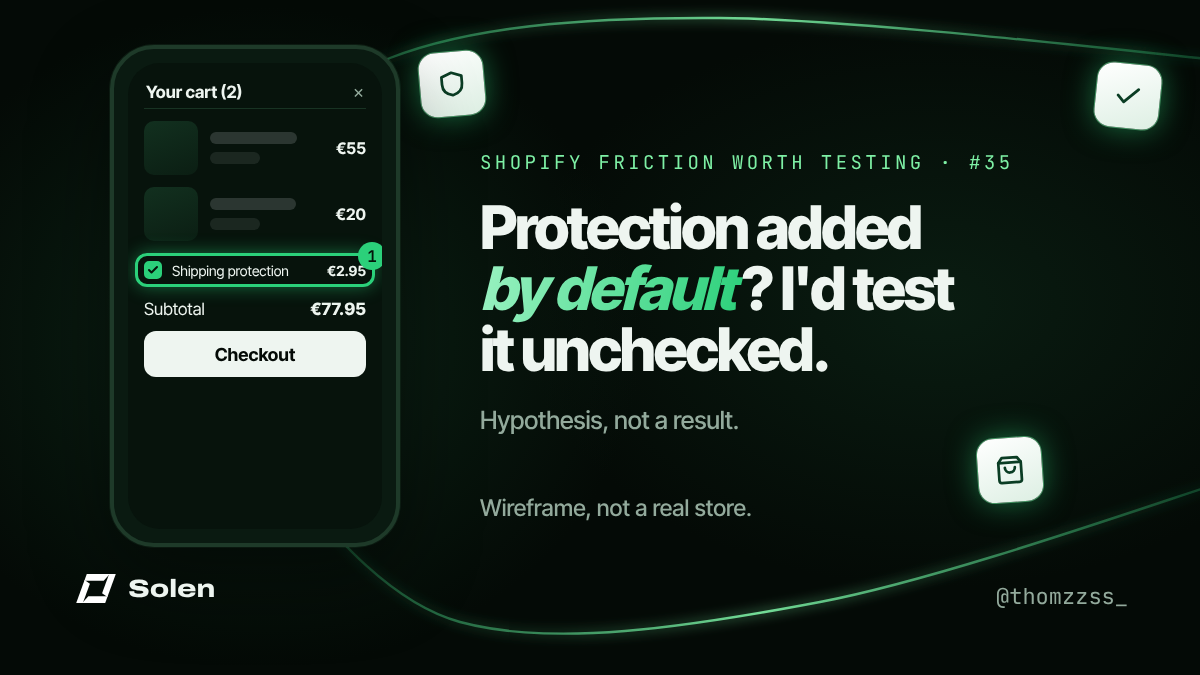 Your cart (2) ×
€55
€20
1
Shipping protection €2.95
Subtotal €77.95
Checkout
SHOPIFY FRICTION WORTH TESTING · #35
Protection added
by default? I'd test
it unchecked.
Hypothesis, not a result.
Wireframe, not a real store.
Solen
@thomzzss_